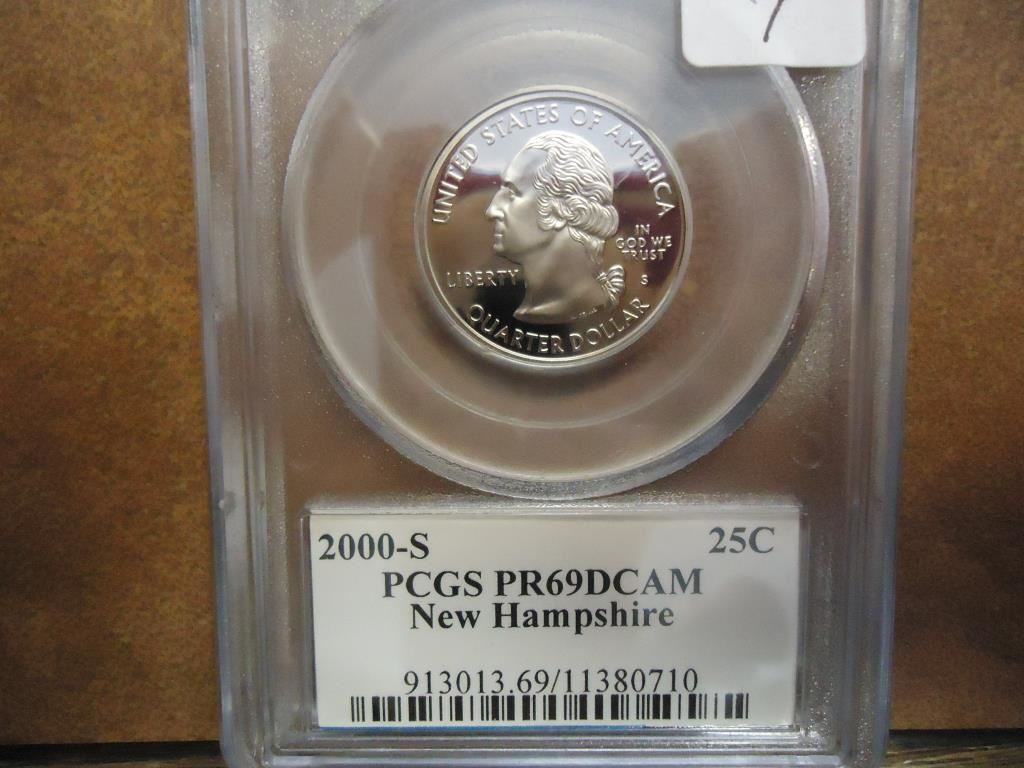 UNITED STATES OF AMERICA
IN
GOD WE
TRUST
LIBERTY
S
QUARTER DOLLAR
2000-S 25C
PCGS PR69DCAM
New Hampshire
913013.69/11380710